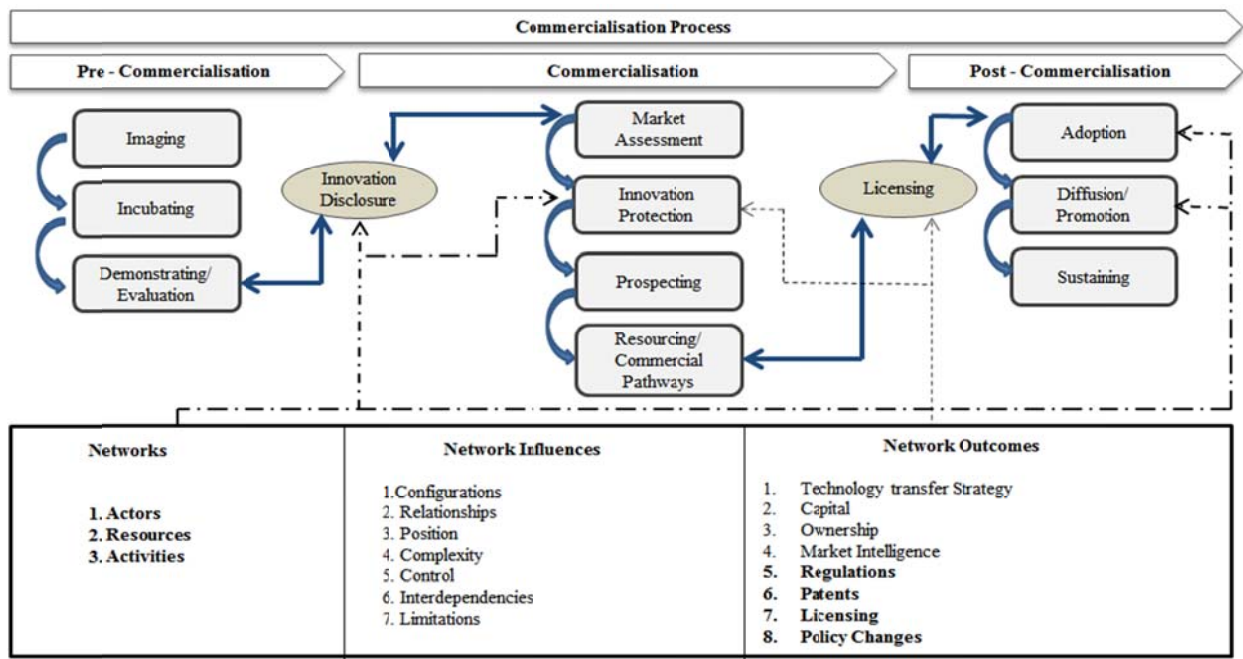 Commercialisation Process
Pre - Commercialisation
Commercialisation
Post - Commercialisation
Imaging
Incubating
Demonstrating/
Evaluation
Innovation
Disclosure
Market
Assessment
Innovation
Protection
Prospecting
Resourcing/
Commercial
Pathways
Licensing
Adoption
Diffusion/
Promotion
Sustaining
Networks
1. Actors
2. Resources
3. Activities
Network Influences
1.Configurations
2. Relationships
3. Position
4. Complexity
5. Control
6. Interdependencies
7. Limitations
Network Outcomes
1. Technology transfer Strategy
2. Capital
3. Ownership
4. Market Intelligence
5. Regulations
6. Patents
7. Licensing
8. Policy Changes